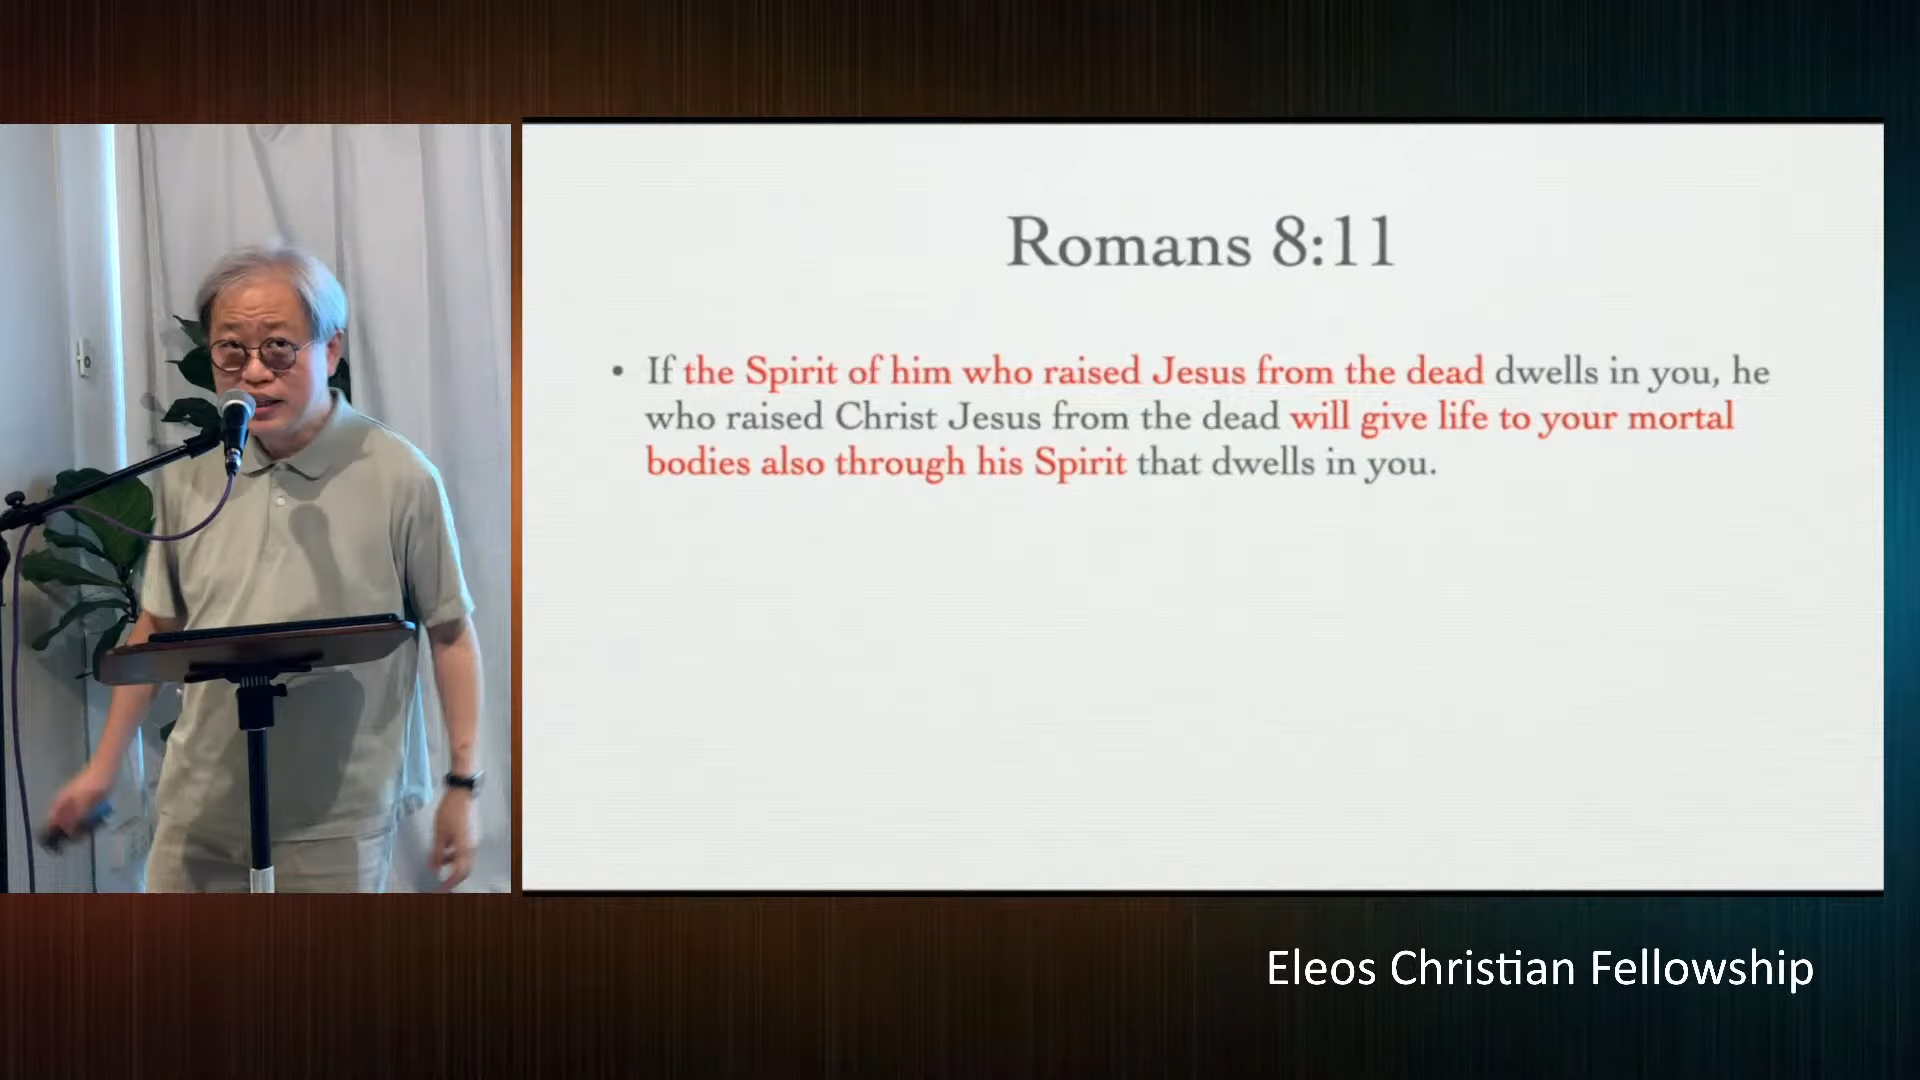 Romans 8:11
• If the Spirit of him who raised Jesus from the dead dwells in you, he
who raised Christ Jesus from the dead will give life to your mortal
bodies also through his Spirit that dwells in you.
Eleos Christian Fellowship